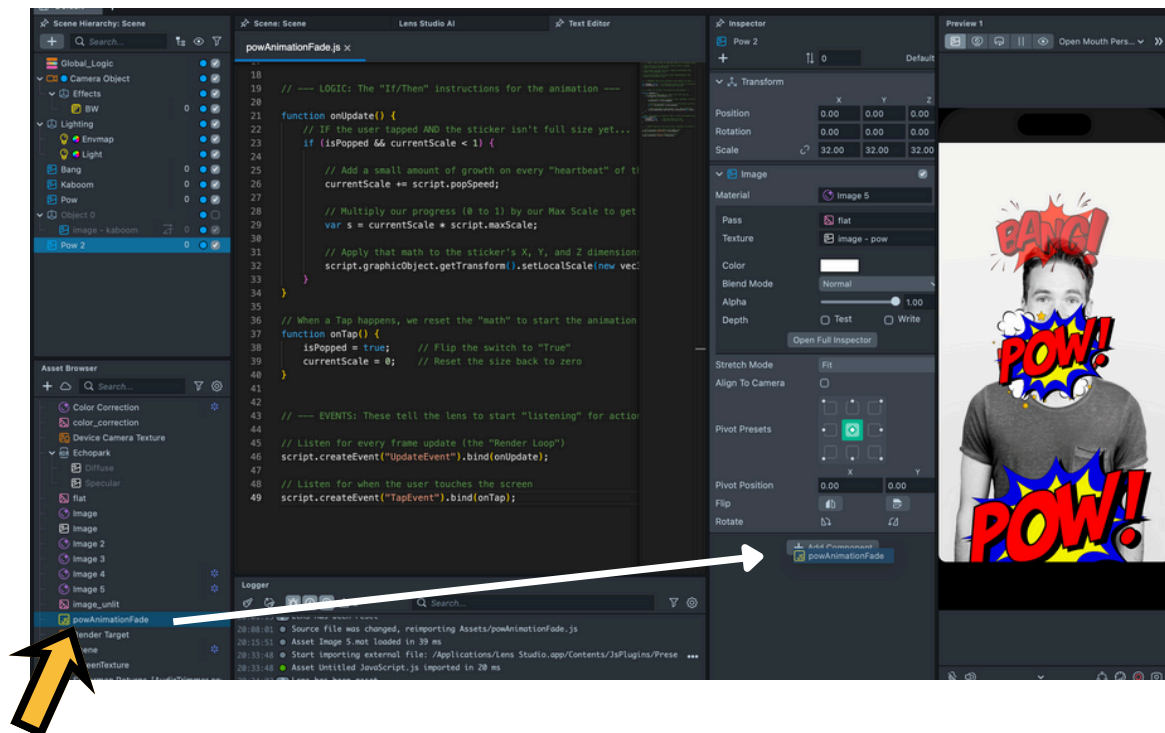 Scene Hierarchy: Scene
Search...
Global_Logic
Camera Object
Effects
BW 0
Lighting
Envmap
Light
Bang 0
Kaboom 0
Pow 0
Object 0
image - kaboom 0
Pow 2 0
Asset Browser
Search...
Color Correction
color_correction
Device Camera Texture
Echopark
Diffuse
Specular
flat
Image
Image
Image 2
Image 3
Image 4
Image 5
image_unlit
powAnimationFade
Scene: Scene
Lens Studio AI
Text Editor
powAnimationFade.js ×
18
19 // --- LOGIC: The "If/Then" instructions for the animation ---
20
21 function onUpdate() {
22 // IF the user tapped AND the sticker isn't full size yet...
23 if (isPopped && currentScale < 1) {
24
25 // Add a small amount of growth on every "heartbeat" of
26 currentScale += script.popSpeed;
27
28 // Multiply our progress (0 to 1) by our Max Scale to get
29 var s = currentScale * script.maxScale;
30
31 // Apply that math to the sticker's X, Y, and Z dimension
32 script.graphicObject.getTransform().setLocalScale(new vec
33 }
34 }
35
36 // When a Tap happens, we reset the "math" to start the animation
37 function onTap() {
38 isPopped = true; // Flip the switch to "True"
39 currentScale = 0; // Reset the size back to zero
40 }
41
42
43 // --- EVENTS: These tell the lens to start "listening" for actio
44
45 // Listen for every frame update (the "Render Loop")
46 script.createEvent("UpdateEvent").bind(onUpdate);
47
48 // Listen for when the user touches the screen
49 script.createEvent("TapEvent").bind(onTap);
Logger
Search...
20:08:01 Source file was changed, reimporting Assets/powAnimationFade.js
20:15:51 Asset Image 5.mat loaded in 39 ms
20:33:48 Start importing external file: /Applications/Lens Studio.app/Contents/JsPlugins/Prese
20:33:48 Asset Untitled JavaScript.js imported in 20 ms
Inspector
Pow 2
0 Default
Transform
X Y Z
Position 0.00 0.00 0.00
Rotation 0.00 0.00 0.00
Scale 32.00 32.00 32.00
Image
Material Image 5
Pass flat
Texture image - pow
Color
Blend Mode Normal
Alpha 1.00
Depth Test Write
Open Full Inspector
Stretch Mode Fit
Align To Camera
Pivot Presets
X Y
Pivot Position 0.00 0.00
Flip
Rotate
Add Component
powAnimationFade
Preview 1
Open Mouth Pers...
BANG!
POW!
POW!